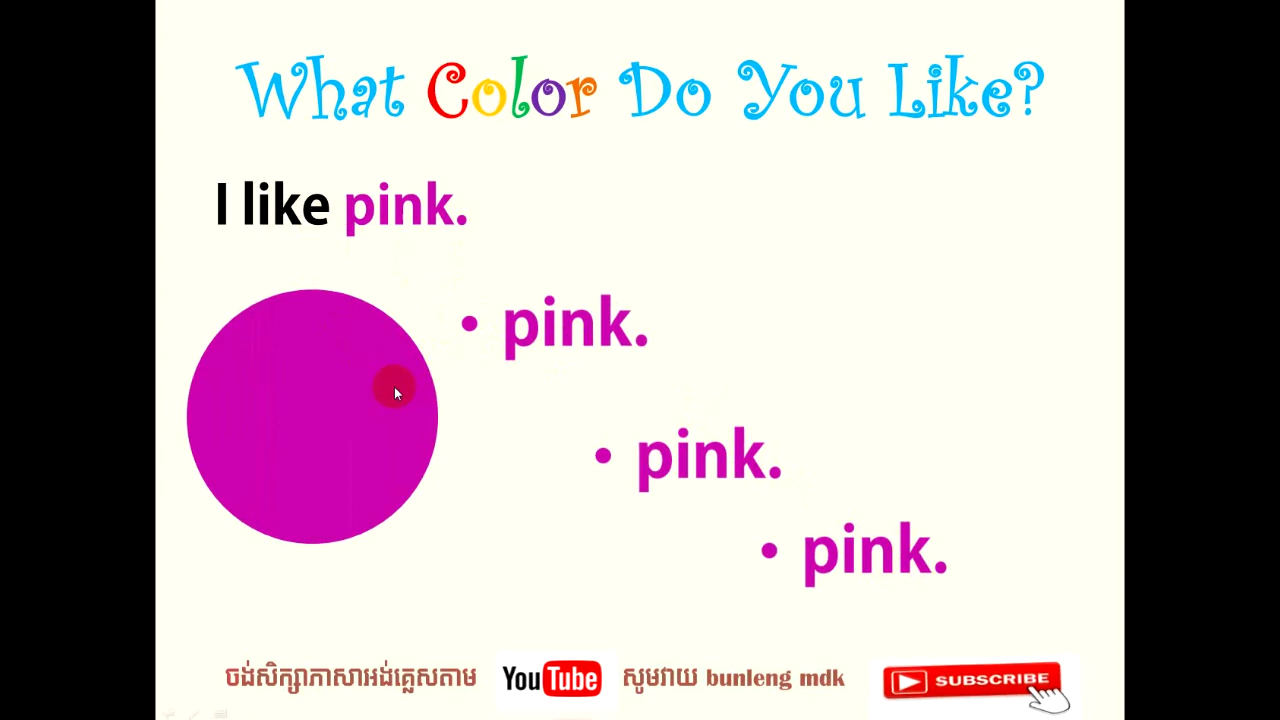 What Color Do You Like?
I like pink.
• pink.
• pink.
• pink.
ចង់សិក្សាភាសាអង់គ្លេសតាម YouTube សូមវាយ bunleng mdk SUBSCRIBE